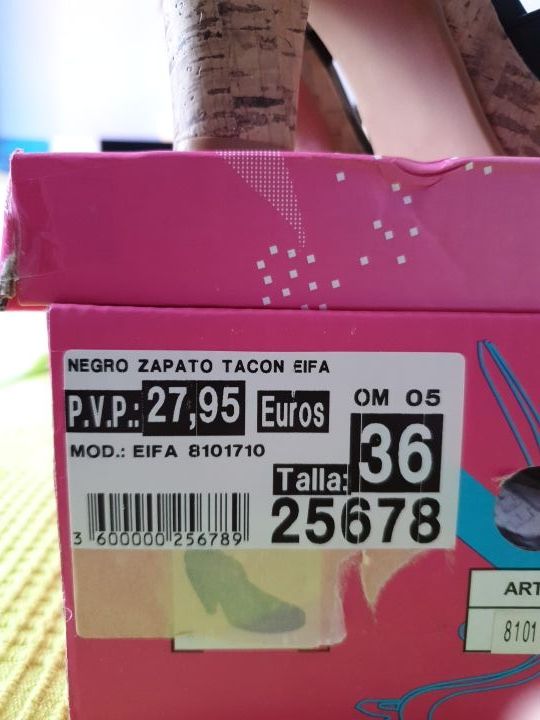 NEGRO ZAPATO TACON EIFA
P.V.P.: 27,95 Euros
OM 05
MOD.: EIFA 8101710
Talla: 36
25678
3 600000 256789
ART
8101